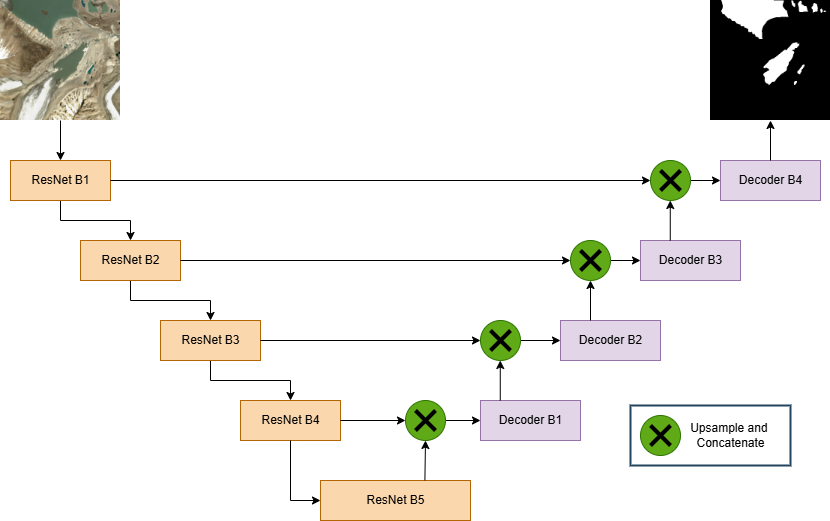 ResNet B1
Decoder B4
ResNet B2
Decoder B3
ResNet B3
Decoder B2
ResNet B4
Decoder B1
Upsample and
Concatenate
ResNet B5